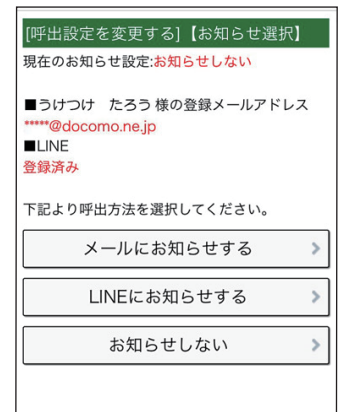 [呼出設定を変更する]【お知らせ選択】
現在のお知らせ設定:お知らせしない
■うけつけ　たろう 様の登録メールアドレス
*****@docomo.ne.jp
■LINE
登録済み
下記より呼出方法を選択してください。
メールにお知らせする
LINEにお知らせする
お知らせしない